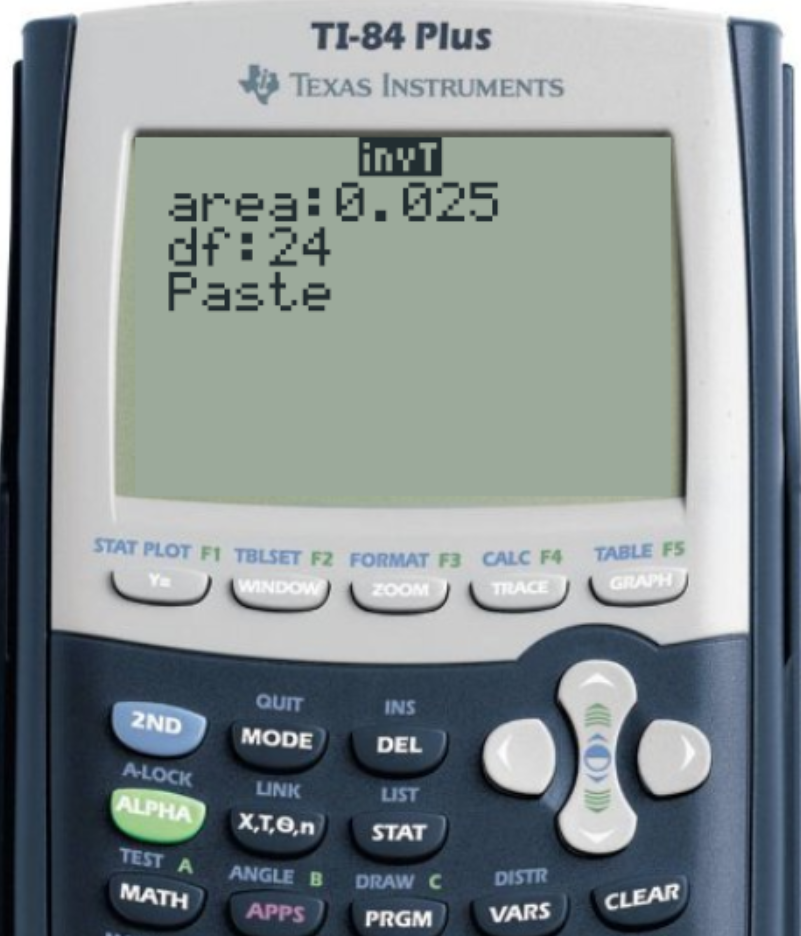 TI-84 Plus
TEXAS INSTRUMENTS
invT
area:0.025
df:24
Paste
STAT PLOT F1 TBLSET F2 FORMAT F3 CALC F4 TABLE F5
Y= WINDOW ZOOM TRACE GRAPH
QUIT INS
2ND MODE DEL
A-LOCK LINK LIST
ALPHA X,T,Θ,n STAT
TEST A ANGLE B DRAW C DISTR
MATH APPS PRGM VARS CLEAR